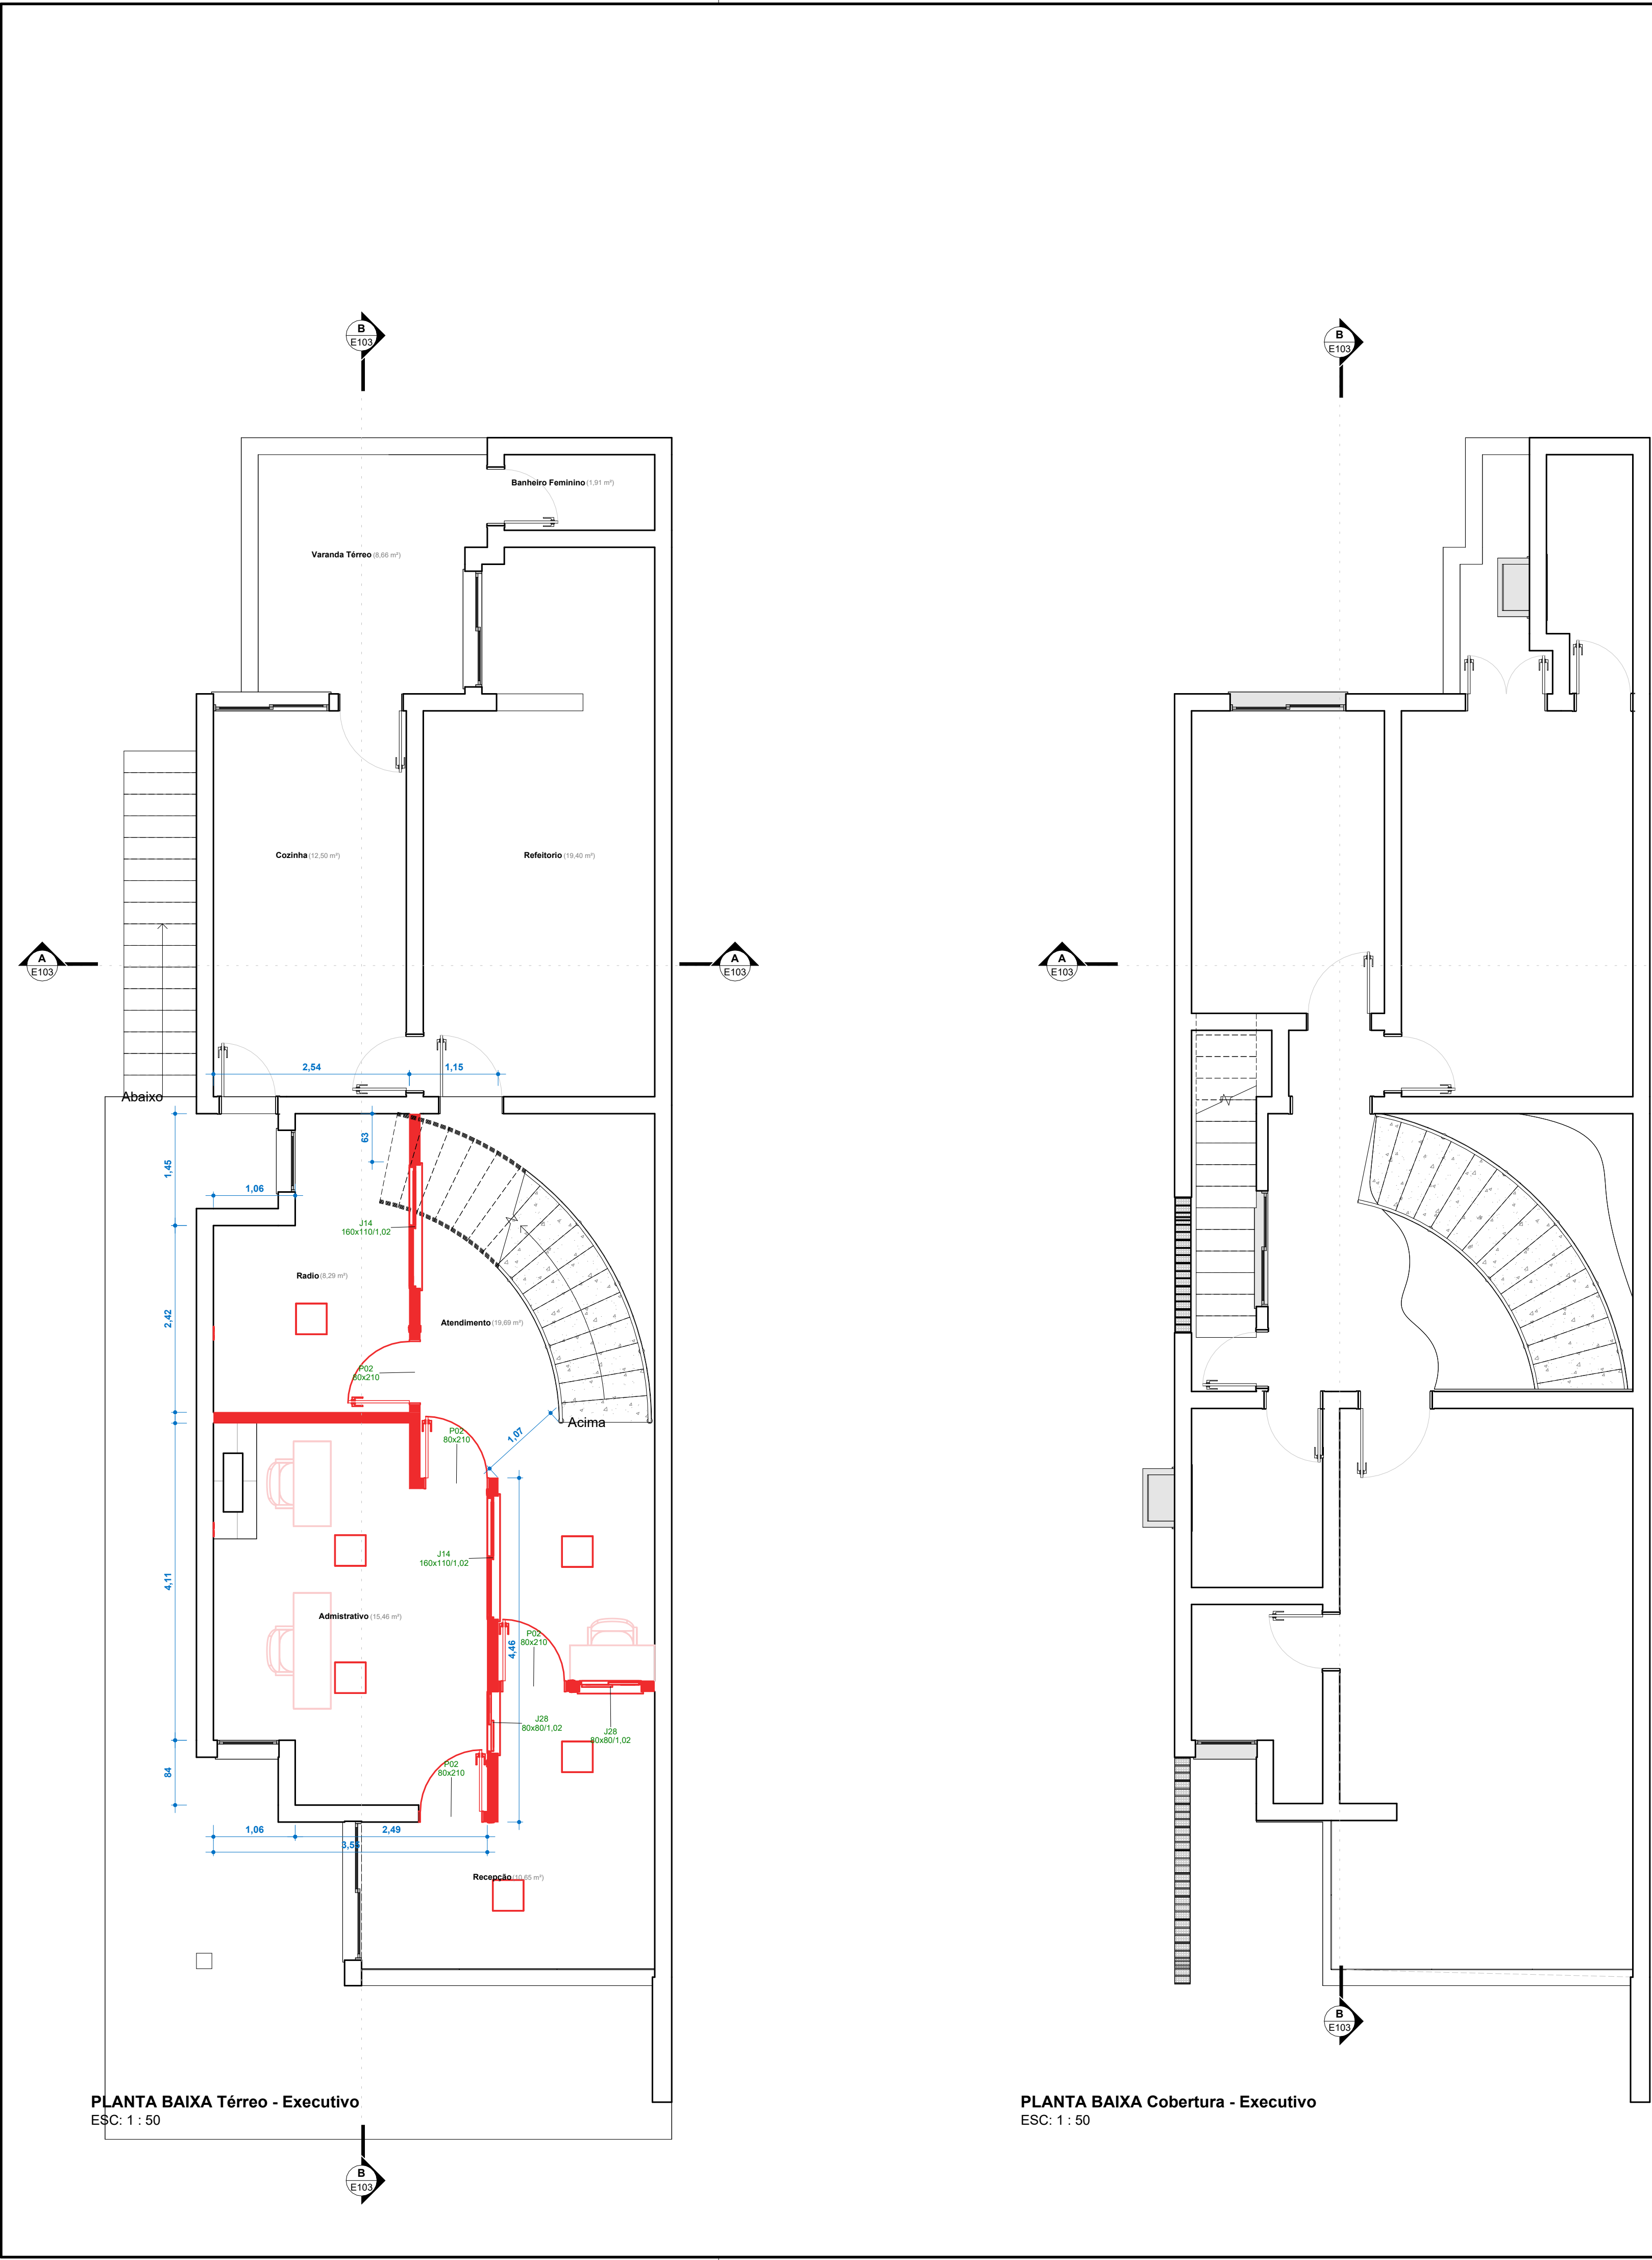 B
E103
B
E103
Banheiro Feminino (1,91 m²)
Varanda Térreo (8,66 m²)
Cozinha (12,50 m²)
Refeitorio (19,40 m²)
A
E103
A
E103
A
E103
2,54
1,15
Abaixo
63
1,45
1,06
J14
160x110/1,02
Radio (8,29 m²)
2,42
Atendimento (19,69 m²)
P02
80x210
Acima
P02
80x210
1,07
J14
160x110/1,02
4,11
Admistrativo (15,46 m²)
P02
80x210
4,46
J28
80x80/1,02
J28
80x80/1,02
P02
80x210
84
1,06
2,49
3,55
Recepção (10,65 m²)
B
E103
PLANTA BAIXA Térreo - Executivo
ESC: 1 : 50
PLANTA BAIXA Cobertura - Executivo
ESC: 1 : 50
B
E103